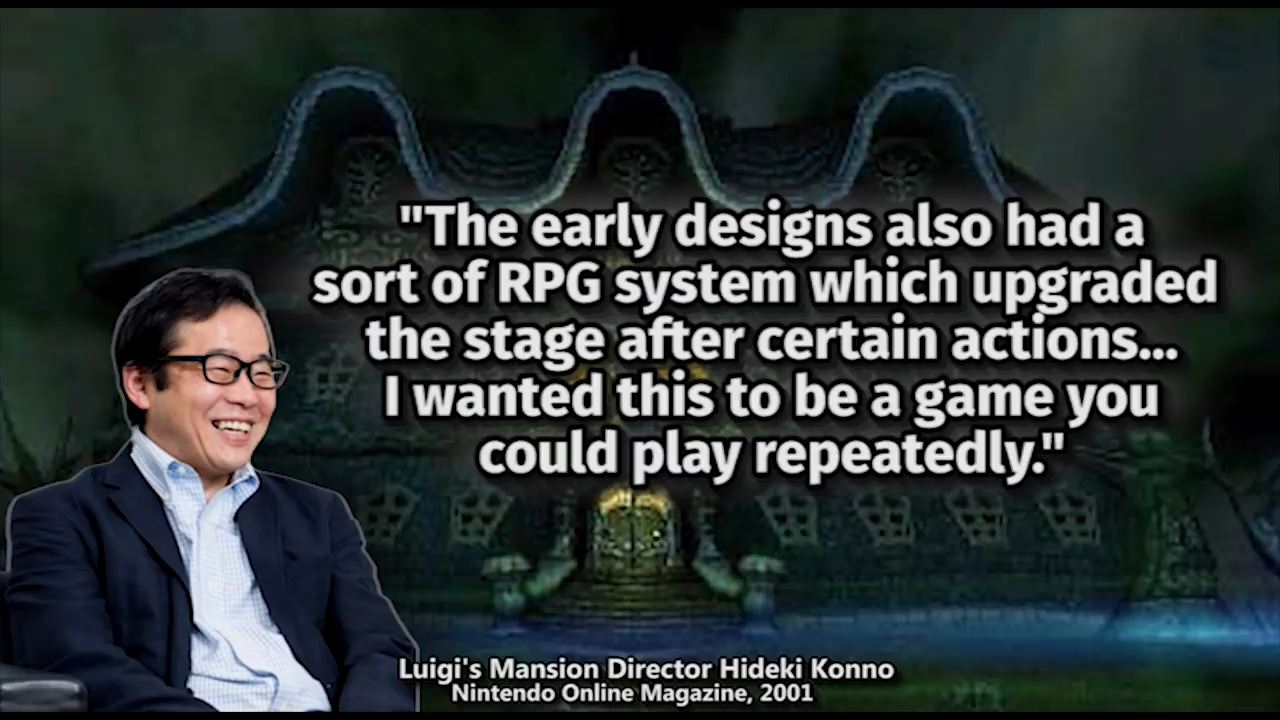 "The early designs also had a
sort of RPG system which upgraded
the stage after certain actions...
I wanted this to be a game you
could play repeatedly."
Luigi's Mansion Director Hideki Konno
Nintendo Online Magazine, 2001